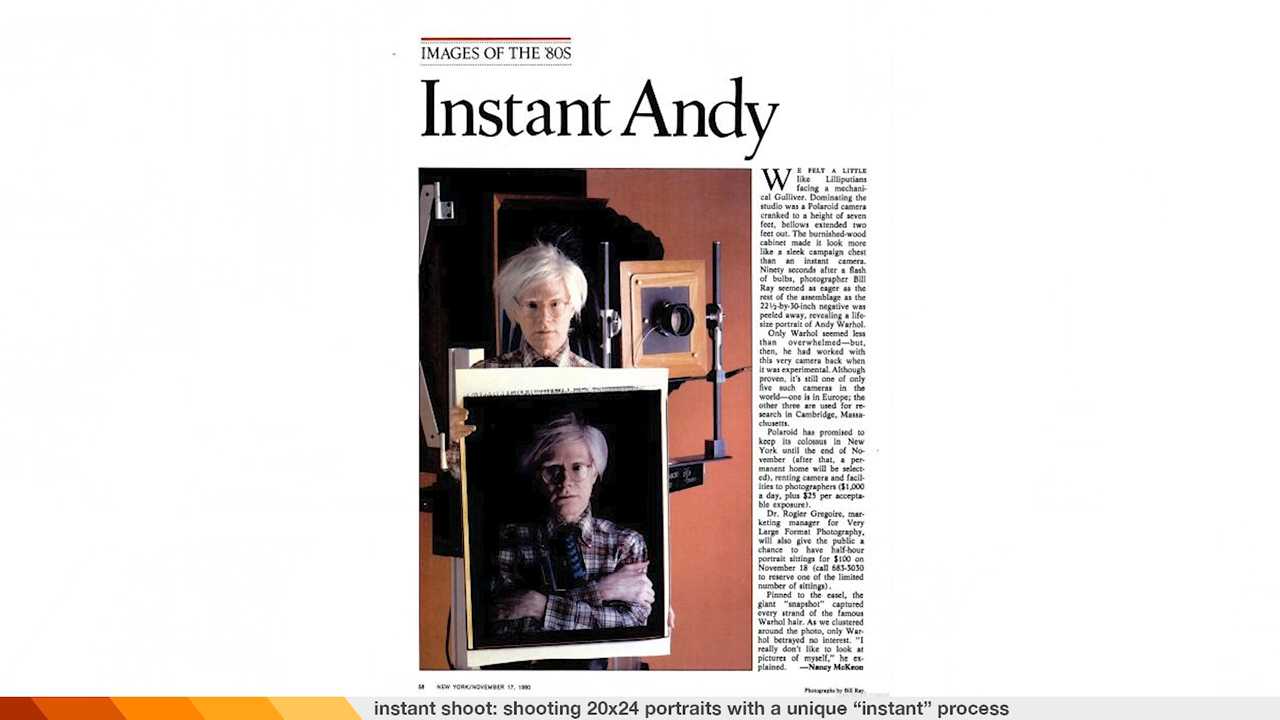 IMAGES OF THE '80S
Instant Andy
WE FELT A LITTLE
like Lilliputians
facing a mechani-
cal Gulliver. Dominating the
studio was a Polaroid camera
cranked to a height of seven
feet, bellows extended two
feet out. The burnished-wood
cabinet made it look more
like a sleek campaign chest
than an instant camera.
Ninety seconds after a flash
of bulbs, photographer Bill
Ray seemed as eager as the
rest of the assemblage as the
22½-by-30-inch negative was
peeled away, revealing a life-
size portrait of Andy Warhol.
Only Warhol seemed less
than overwhelmed—but,
then, he had worked with
this very camera back when
it was experimental. Although
proven, it's still one of only
five such cameras in the
world—one is in Europe; the
other three are used for re-
search in Cambridge, Massa-
chusetts.
Polaroid has promised to
keep its colossus in New
York until the end of No-
vember (after that, a per-
manent home will be select-
ed), renting camera and facil-
ities to photographers ($1,000
a day, plus $25 per accepta-
ble exposure).
Dr. Rogier Gregoire, mar-
keting manager for Very
Large Format Photography,
will also give the public a
chance to have half-hour
portrait sittings for $100 on
November 18 (call 683-3030
to reserve one of the limited
number of sittings).
Pinned to the easel, the
giant "snapshot" captured
every strand of the famous
Warhol hair. As we clustered
around the photo, only War-
hol betrayed no interest. "I
really don't like to look at
pictures of myself," he ex-
plained. —Nancy McKeon
58 NEW YORK/NOVEMBER 17, 1980
Photographs by Bill Ray.
instant shoot: shooting 20x24 portraits with a unique “instant” process